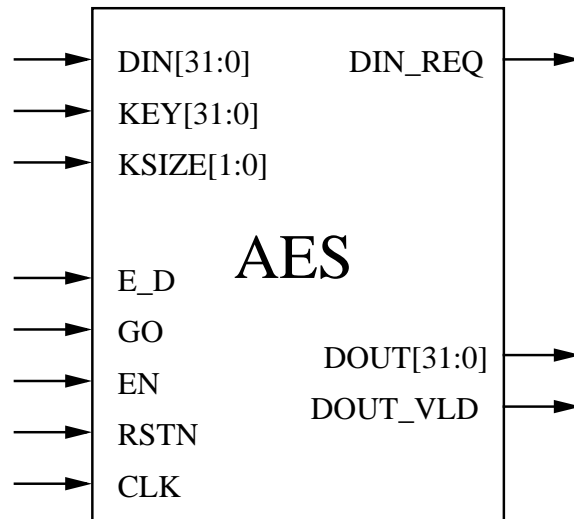 DIN[31:0] DIN_REQ
KEY[31:0]
KSIZE[1:0]
AES
E_D
GO
DOUT[31:0]
EN
DOUT_VLD
RSTN
CLK